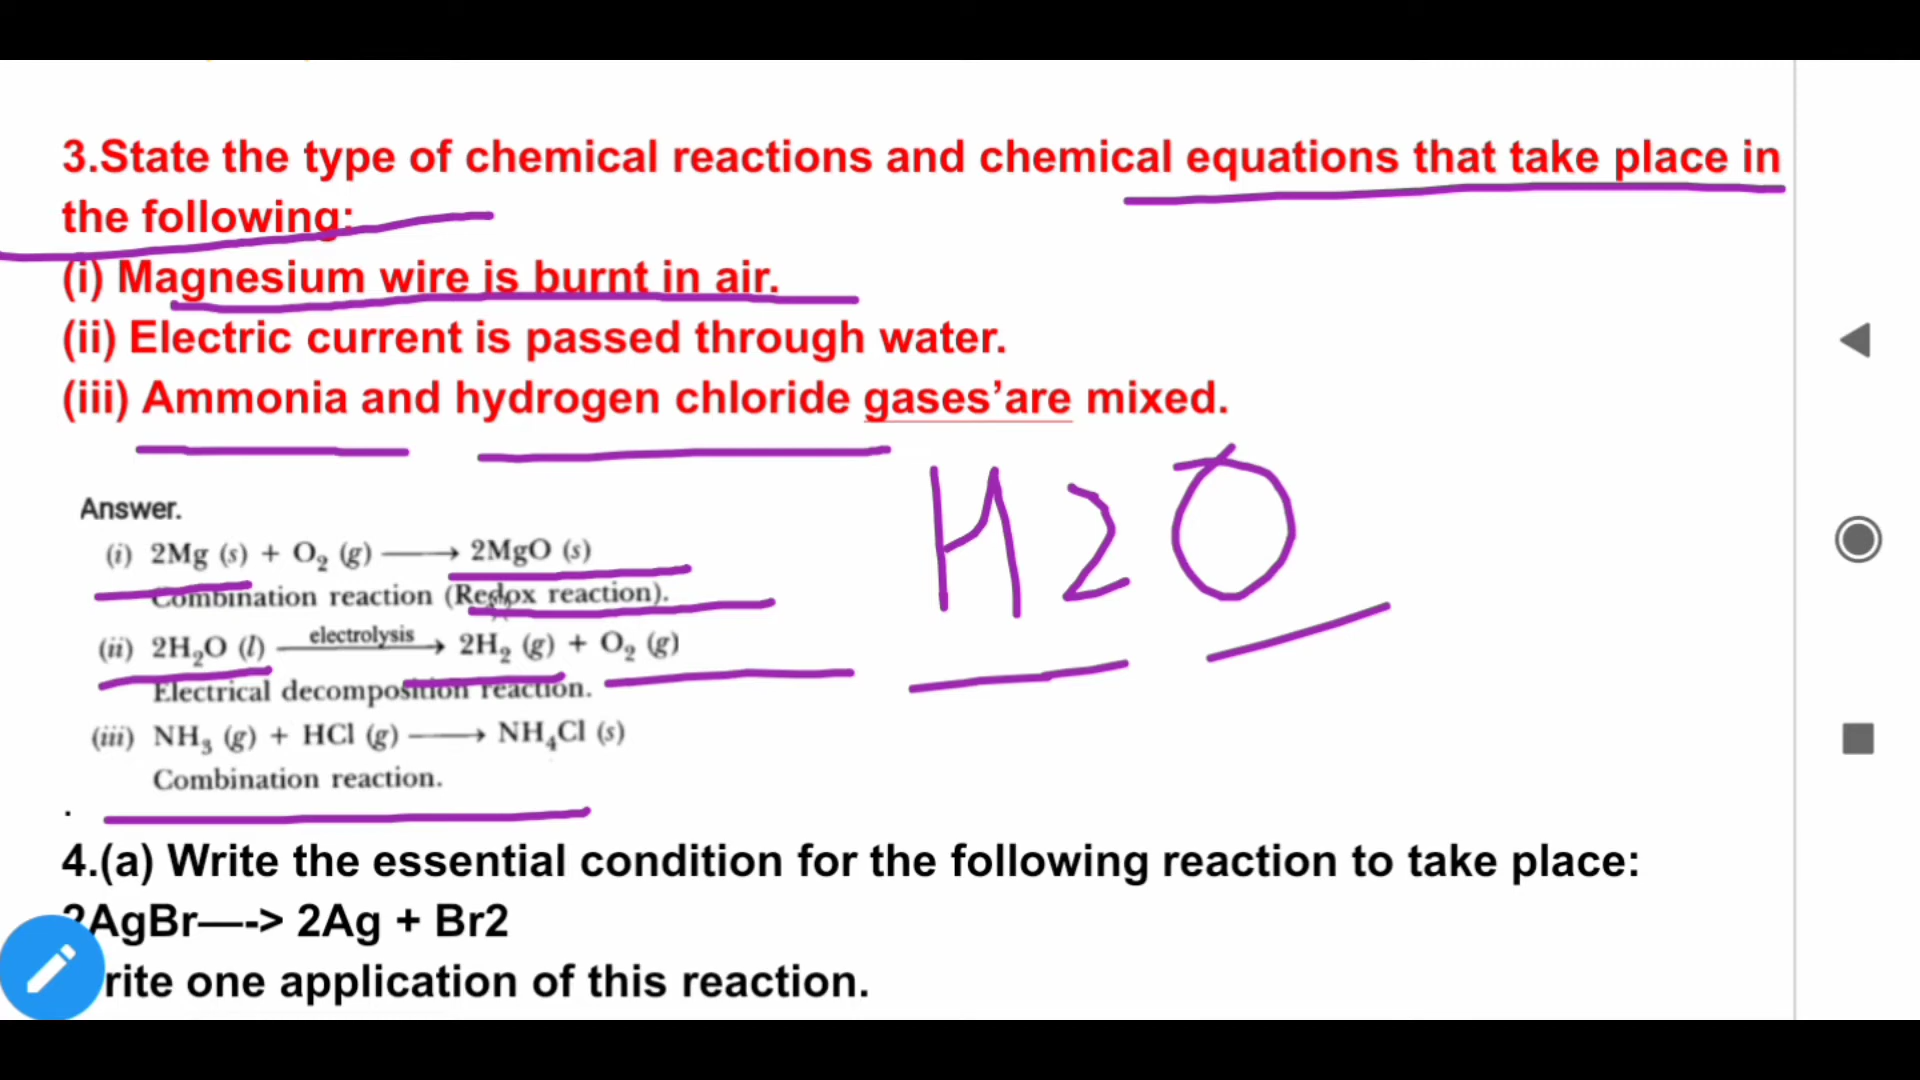 3.State the type of chemical reactions and chemical equations that take place in
the following:
(i) Magnesium wire is burnt in air.
(ii) Electric current is passed through water.
(iii) Ammonia and hydrogen chloride gases’are mixed.
H2O
Answer.
(i) 2Mg (s) + O₂ (g) ⟶ 2MgO (s)
Combination reaction (Redox reaction).
(ii) 2H₂O (l) electrolysis⟶ 2H₂ (g) + O₂ (g)
Electrical decomposition reaction.
(iii) NH₃ (g) + HCl (g) ⟶ NH₄Cl (s)
Combination reaction.
.
4.(a) Write the essential condition for the following reaction to take place:
2AgBr—-> 2Ag + Br2
rite one application of this reaction.